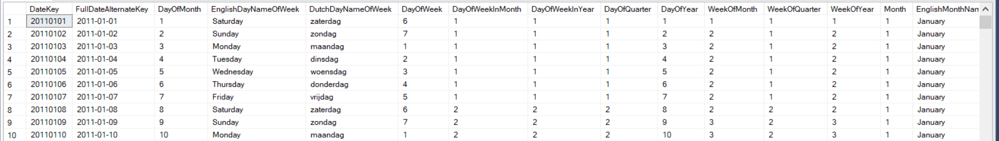 DateKey FullDateAlternateKey DayOfMonth EnglishDayNameOfWeek DutchDayNameOfWeek DayOfWeek DayOfWeekInMonth DayOfWeekInYear DayOfQuarter DayOfYear WeekOfMonth WeekOfQuarter WeekOfYear Month EnglishMonthNam
1 20110101 2011-01-01 1 Saturday zaterdag 6 1 1 1 1 1 1 1 1 January
2 20110102 2011-01-02 2 Sunday zondag 7 1 1 1 2 2 1 2 1 January
3 20110103 2011-01-03 3 Monday maandag 1 1 1 1 3 2 1 2 1 January
4 20110104 2011-01-04 4 Tuesday dinsdag 2 1 1 1 4 2 1 2 1 January
5 20110105 2011-01-05 5 Wednesday woensdag 3 1 1 1 5 2 1 2 1 January
6 20110106 2011-01-06 6 Thursday donderdag 4 1 1 1 6 2 1 2 1 January
7 20110107 2011-01-07 7 Friday vrijdag 5 1 1 1 7 2 1 2 1 January
8 20110108 2011-01-08 8 Saturday zaterdag 6 2 2 2 8 2 2 2 1 January
9 20110109 2011-01-09 9 Sunday zondag 7 2 2 2 9 3 2 3 1 January
10 20110110 2011-01-10 10 Monday maandag 1 2 2 2 10 3 2 3 1 January